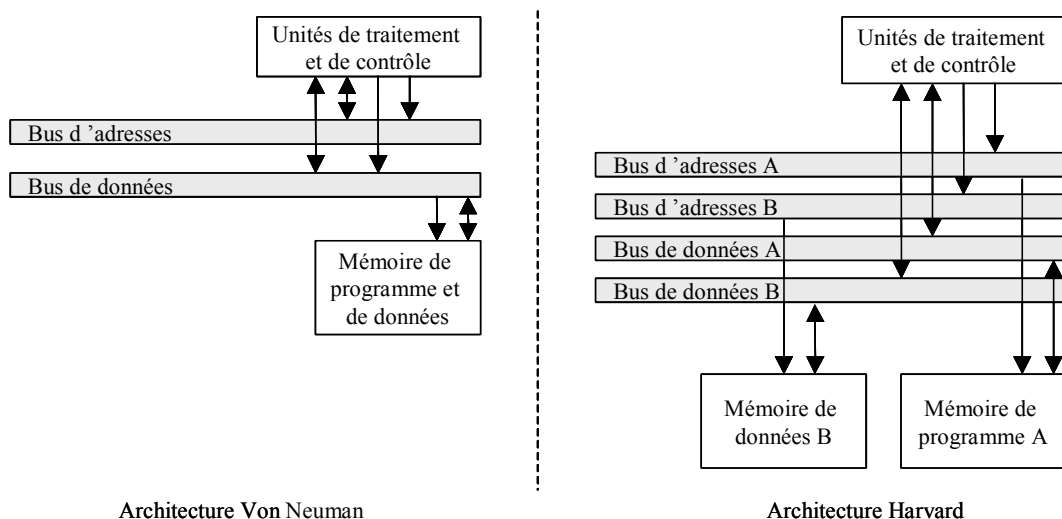 Unités de traitement
et de contrôle
Bus d ’adresses
Bus de données
Mémoire de
programme et
de données
Architecture Von Neuman
Unités de traitement
et de contrôle
Bus d ’adresses A
Bus d ’adresses B
Bus de données A
Bus de données B
Mémoire de
données B
Mémoire de
programme A
Architecture Harvard